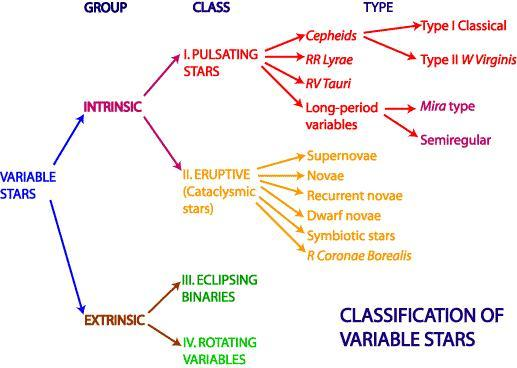 GROUP CLASS TYPE
Type I Classical
Cepheids
I. PULSATING
STARS
RR Lyrae
Type II W Virginis
RV Tauri
INTRINSIC
Long-period
variables
Mira type
Semiregular
Supernovae
VARIABLE
STARS
II. ERUPTIVE
(Cataclysmic
stars)
Novae
Recurrent novae
Dwarf novae
Symbiotic stars
R Coronae Borealis
III. ECLIPSING
BINARIES
EXTRINSIC
IV. ROTATING
VARIABLES
CLASSIFICATION OF
VARIABLE STARS